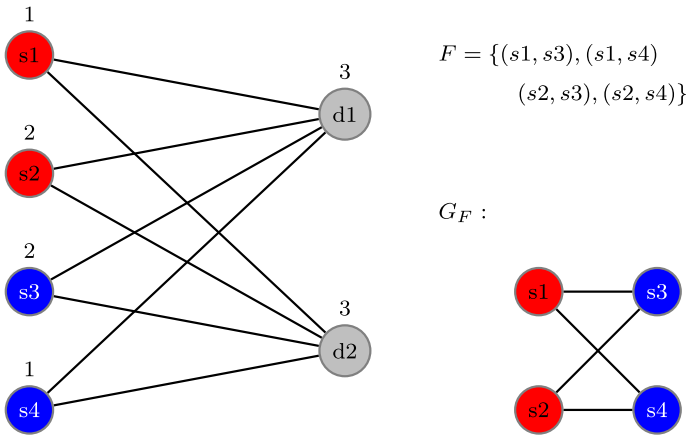 1
s1
2
s2
2
s3
1
s4
3
d1
3
d2
F = {(s1, s3), (s1, s4)
(s2, s3), (s2, s4)}
G_F :
s1
s3
s2
s4